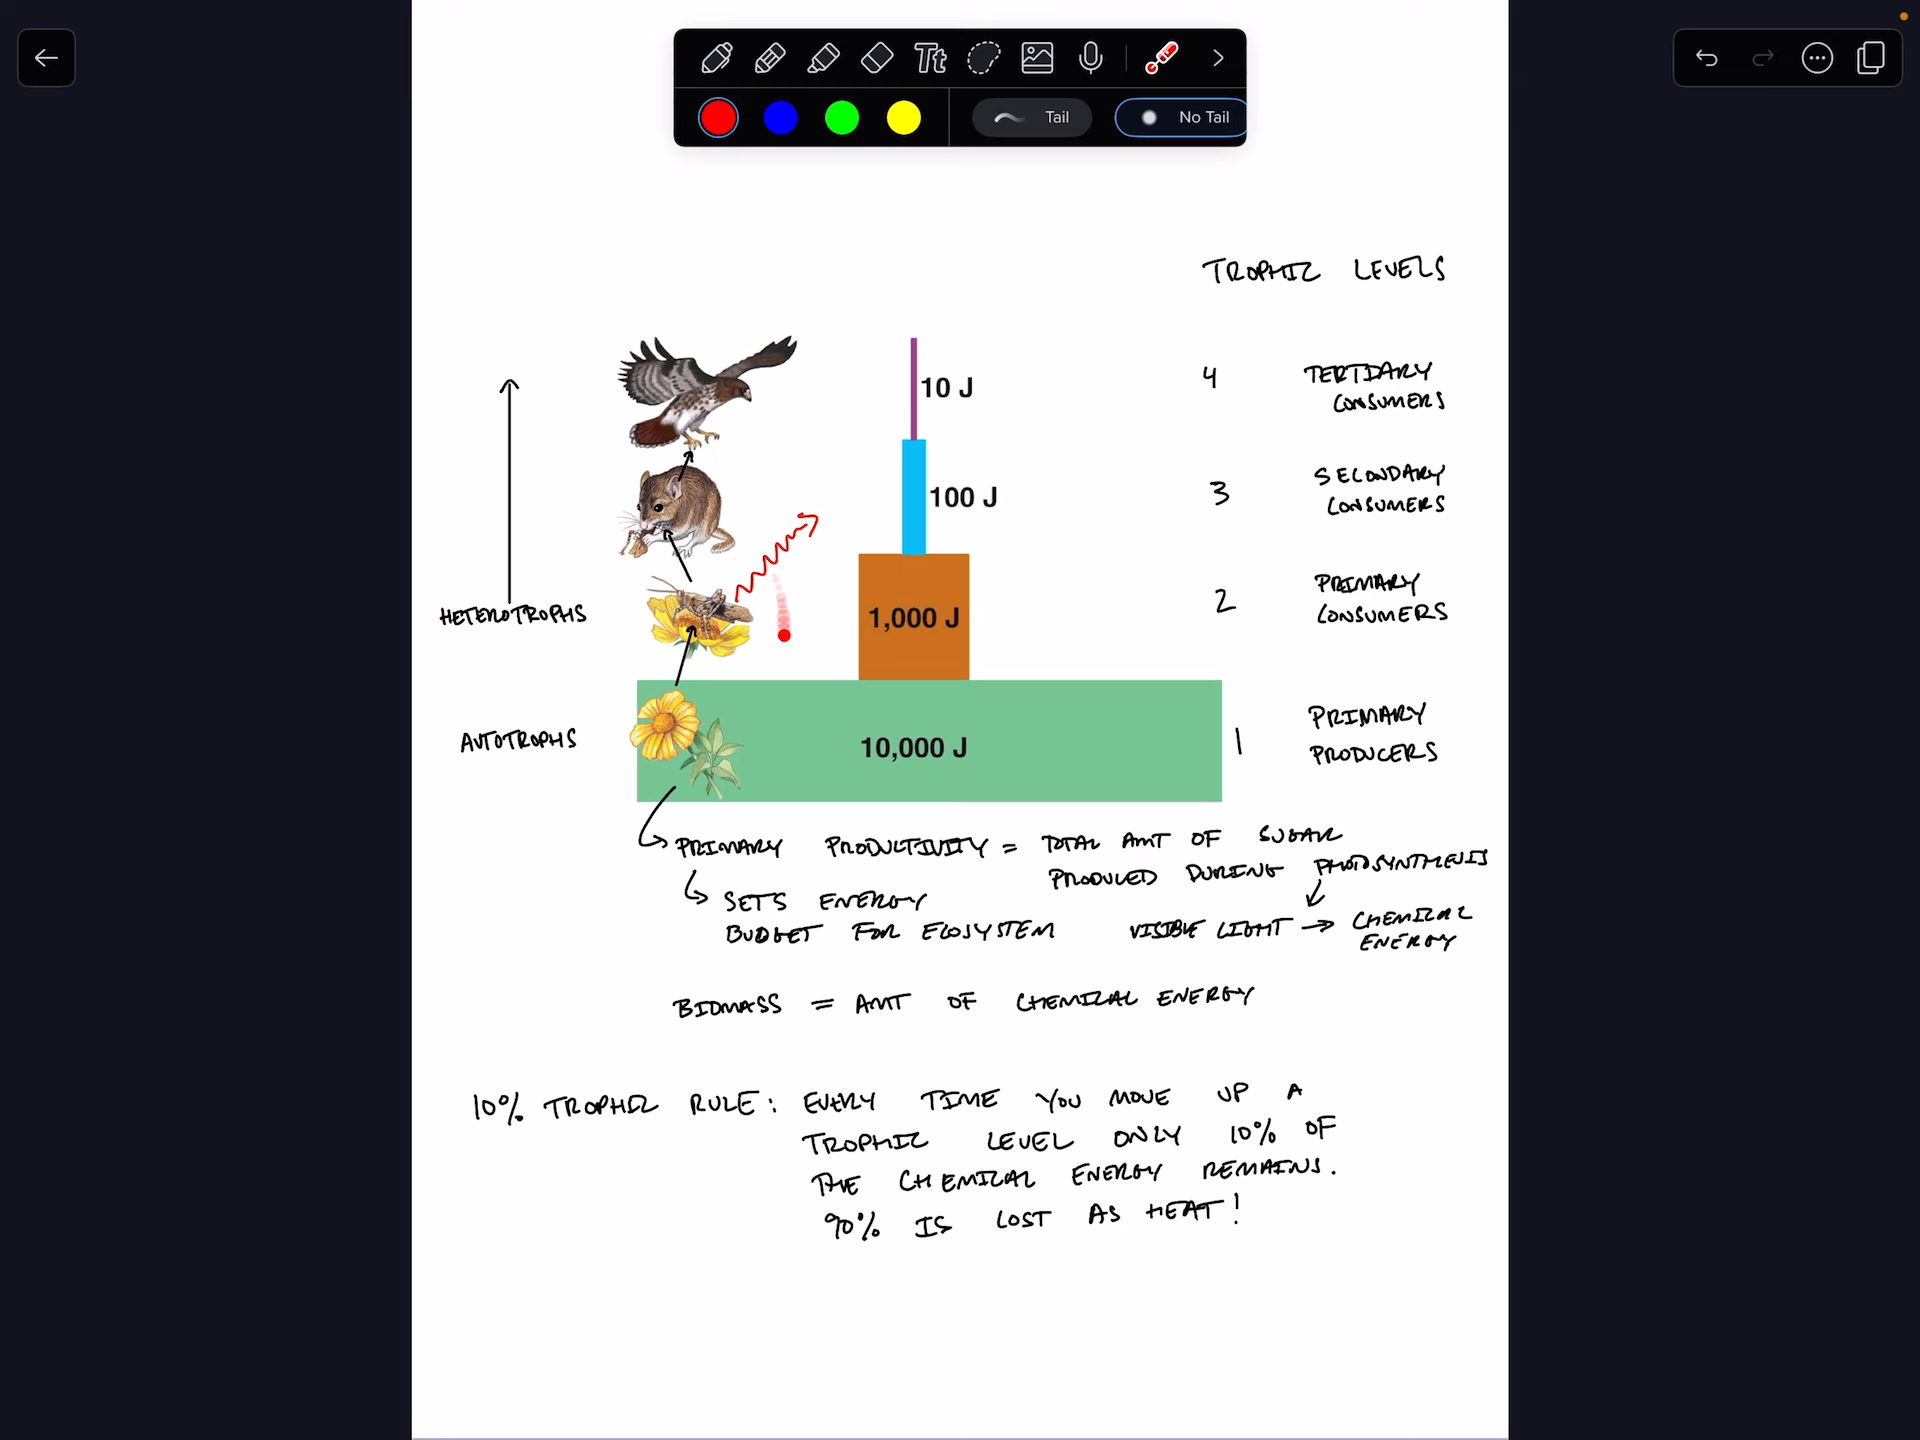 Tt
Tail
No Tail
TROPHIC LEVELS
10 J
4
TERTIARY
CONSUMERS
100 J
3
SECONDARY
CONSUMERS
HETEROTROPHS
1,000 J
2
PRIMARY
CONSUMERS
AUTOTROPHS
10,000 J
1
PRIMARY
PRODUCERS
PRIMARY PRODUCTIVITY = TOTAL AMT OF SUGAR
PRODUCED DURING PHOTOSYNTHESIS
SETS ENERGY
BUDGET FOR ECOSYSTEM
VISIBLE LIGHT → CHEMICAL
ENERGY
BIOMASS = AMT OF CHEMICAL ENERGY
10% TROPHIC RULE: EVERY TIME YOU MOVE UP A
TROPHIC LEVEL ONLY 10% OF
THE CHEMICAL ENERGY REMAINS.
90% IS LOST AS HEAT!